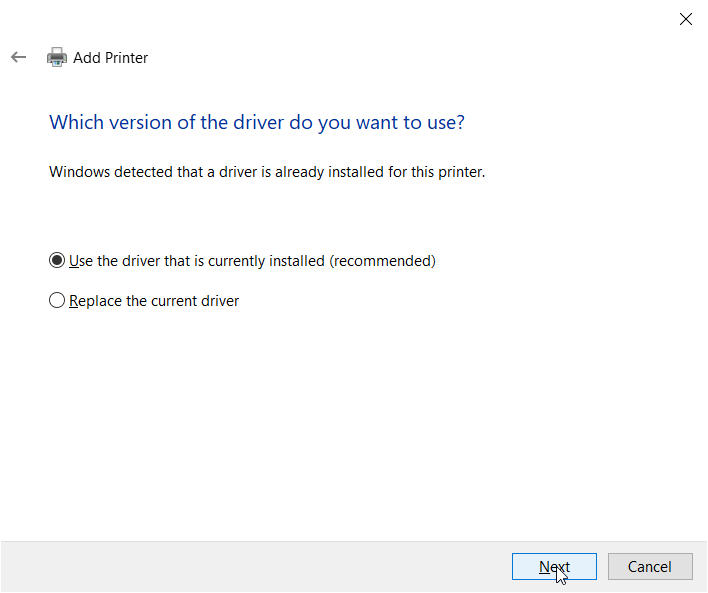 Add Printer
Which version of the driver do you want to use?
Windows detected that a driver is already installed for this printer.
Use the driver that is currently installed (recommended)
Replace the current driver
Next
Cancel